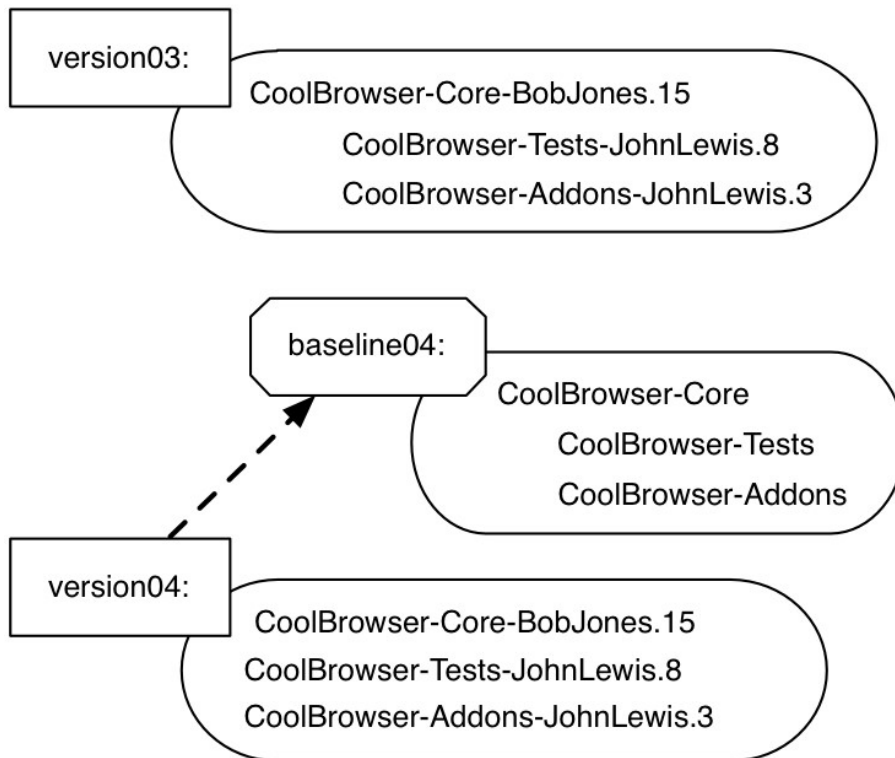 version03:
CoolBrowser-Core-BobJones.15
CoolBrowser-Tests-JohnLewis.8
CoolBrowser-Addons-JohnLewis.3
baseline04:
CoolBrowser-Core
CoolBrowser-Tests
CoolBrowser-Addons
version04:
CoolBrowser-Core-BobJones.15
CoolBrowser-Tests-JohnLewis.8
CoolBrowser-Addons-JohnLewis.3